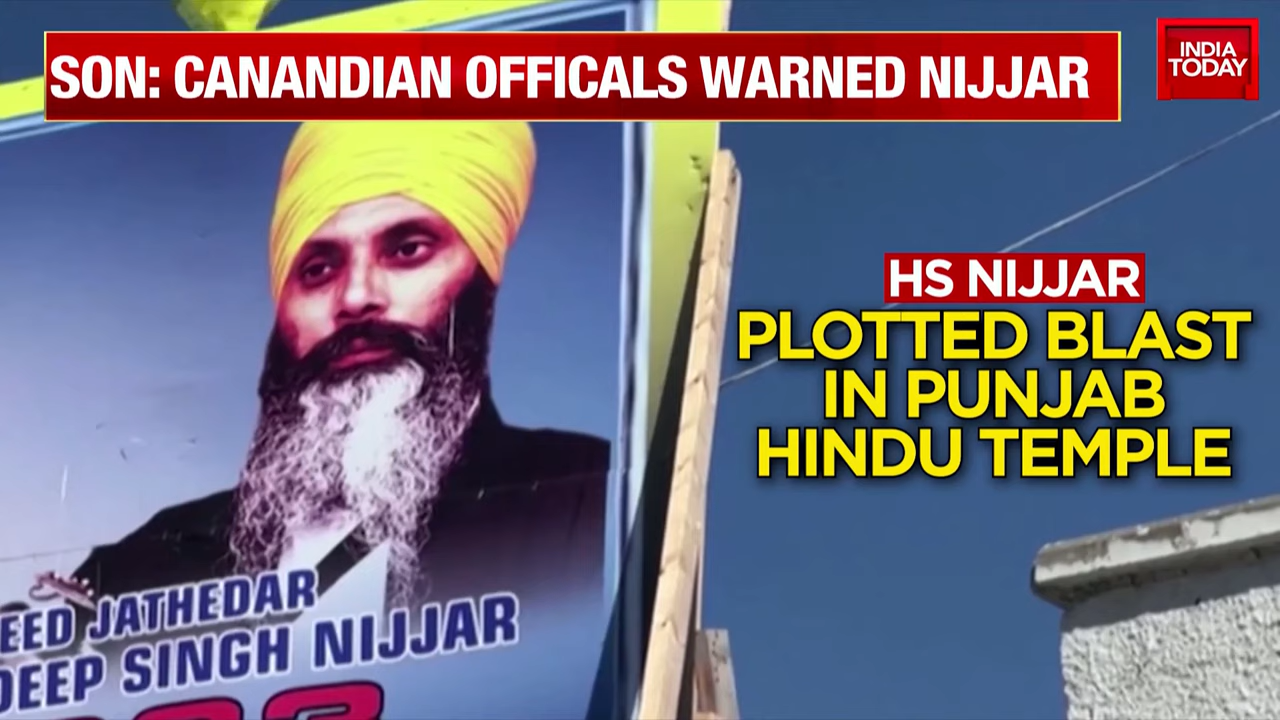 SON: CANANDIAN OFFICALS WARNED NIJJAR
INDIA
TODAY
HS NIJJAR
PLOTTED BLAST
IN PUNJAB
HINDU TEMPLE
EED JATHEDAR
DEEP SINGH NIJJAR